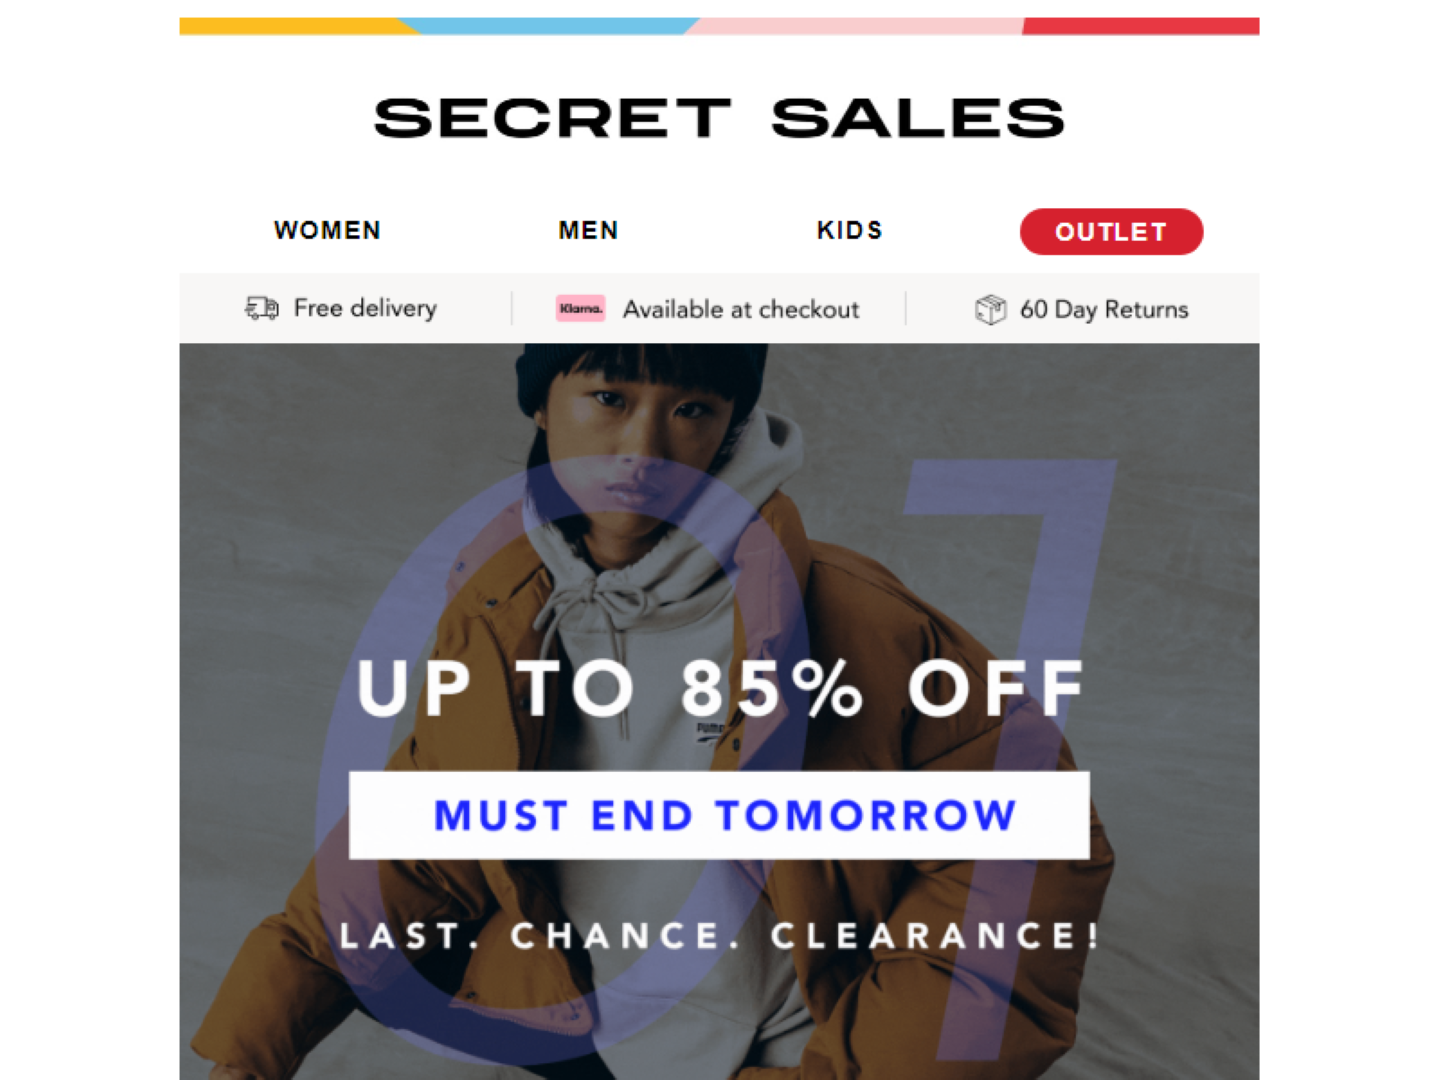 SECRET SALES
WOMEN MEN KIDS OUTLET
Free delivery Klarna. Available at checkout 60 Day Returns
01
UP TO 85% OFF
PUMA
MUST END TOMORROW
LAST. CHANCE. CLEARANCE!